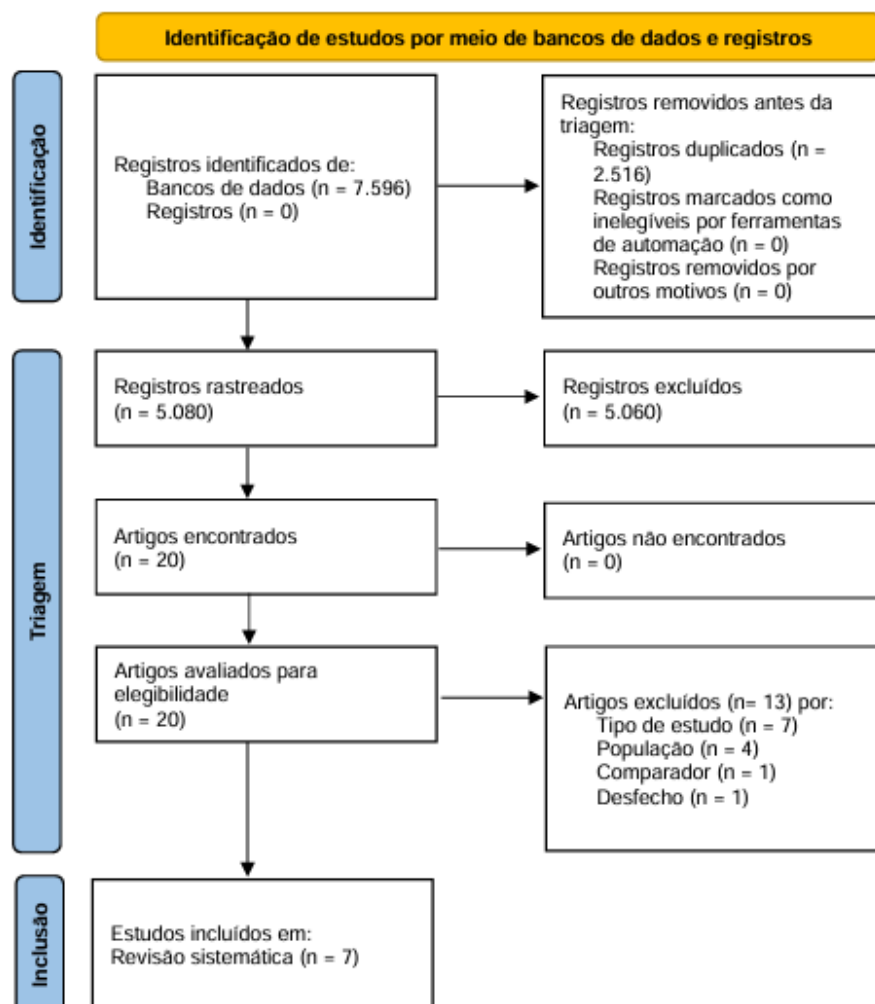 Identificação de estudos por meio de bancos de dados e registros
Identificação
Registros identificados de:
Bancos de dados (n = 7.596)
Registros (n = 0)
Registros removidos antes da
triagem:
Registros duplicados (n =
2.516)
Registros marcados como
inelegíveis por ferramentas
de automação (n = 0)
Registros removidos por
outros motivos (n = 0)
Triagem
Registros rastreados
(n = 5.080)
Registros excluídos
(n = 5.060)
Artigos encontrados
(n = 20)
Artigos não encontrados
(n = 0)
Artigos avaliados para
elegibilidade
(n = 20)
Artigos excluídos (n= 13) por:
Tipo de estudo (n = 7)
População (n = 4)
Comparador (n = 1)
Desfecho (n = 1)
Inclusão
Estudos incluídos em:
Revisão sistemática (n = 7)